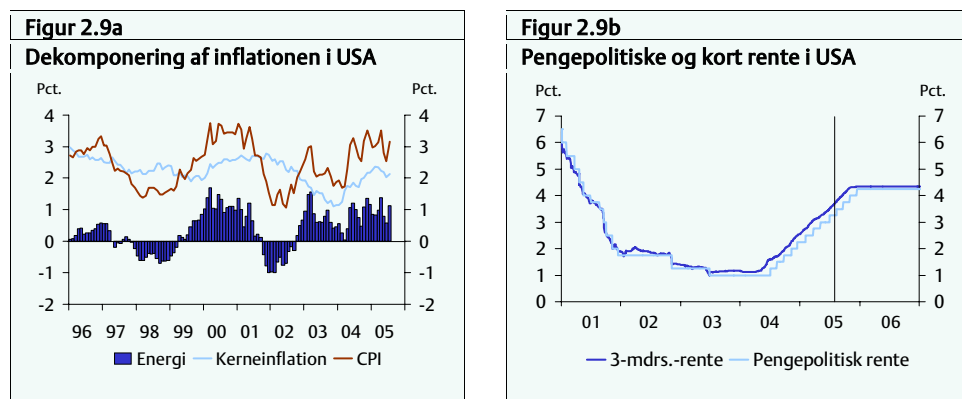 Figur 2.9a
Dekomponering af inflationen i USA
Pct. Pct.
4 4
3 3
2 2
1 1
0 0
-1 -1
-2 -2
96 97 98 99 00 01 02 03 04 05
Energi Kerneinflation CPI
Figur 2.9b
Pengepolitiske og kort rente i USA
Pct. Pct.
7 7
6 6
5 5
4 4
3 3
2 2
1 1
0 0
01 02 03 04 05 06
3-mdrs.-rente Pengepolitisk rente